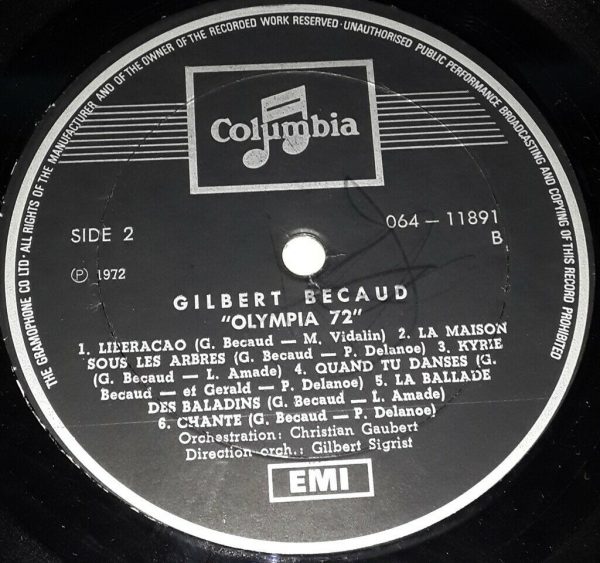 THE GRAMOPHONE CO LTD · ALL RIGHTS OF THE MANUFACTURER AND OF THE OWNER OF THE RECORDED WORK RESERVED · UNAUTHORISED PUBLIC PERFORMANCE BROADCASTING AND COPYING OF THIS RECORD PROHIBITED
Columbia
SIDE 2
064 — 11891
B
Ⓟ 1972
GILBERT BECAUD
"OLYMPIA 72"
1. LIBERACAO (G. Becaud — M. Vidalin) 2. LA MAISON
SOUS LES ARBRES (G. Becaud — P. Delanoe) 3. KYRIE
(G. Becaud — L. Amade) 4. QUAND TU DANSES (G.
Becaud — et Gerald — P. Delanoe) 5. LA BALLADE
DES BALADINS (G. Becaud — L. Amade)
6. CHANTE (G. Becaud — P. Delanoe)
Orchestration: Christian Gaubert
Direction orch.: Gilbert Sigrist
EMI